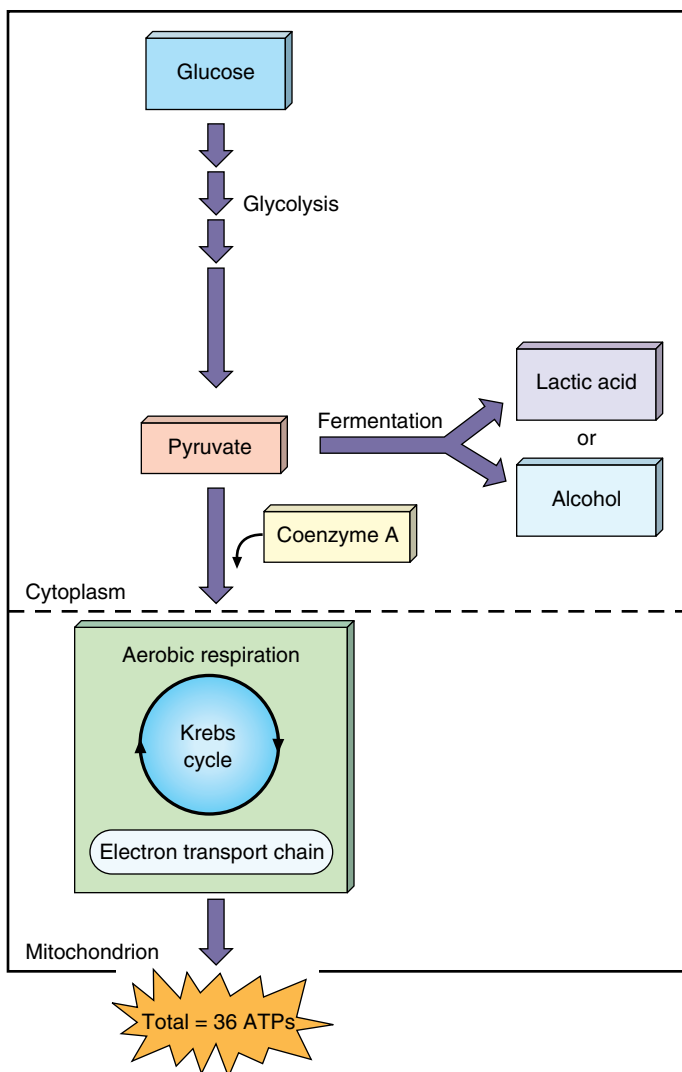 Glucose
Glycolysis
Lactic acid
Fermentation
or
Pyruvate
Alcohol
Coenzyme A
Cytoplasm
Aerobic respiration
Krebs
cycle
Electron transport chain
Mitochondrion
Total = 36 ATPs